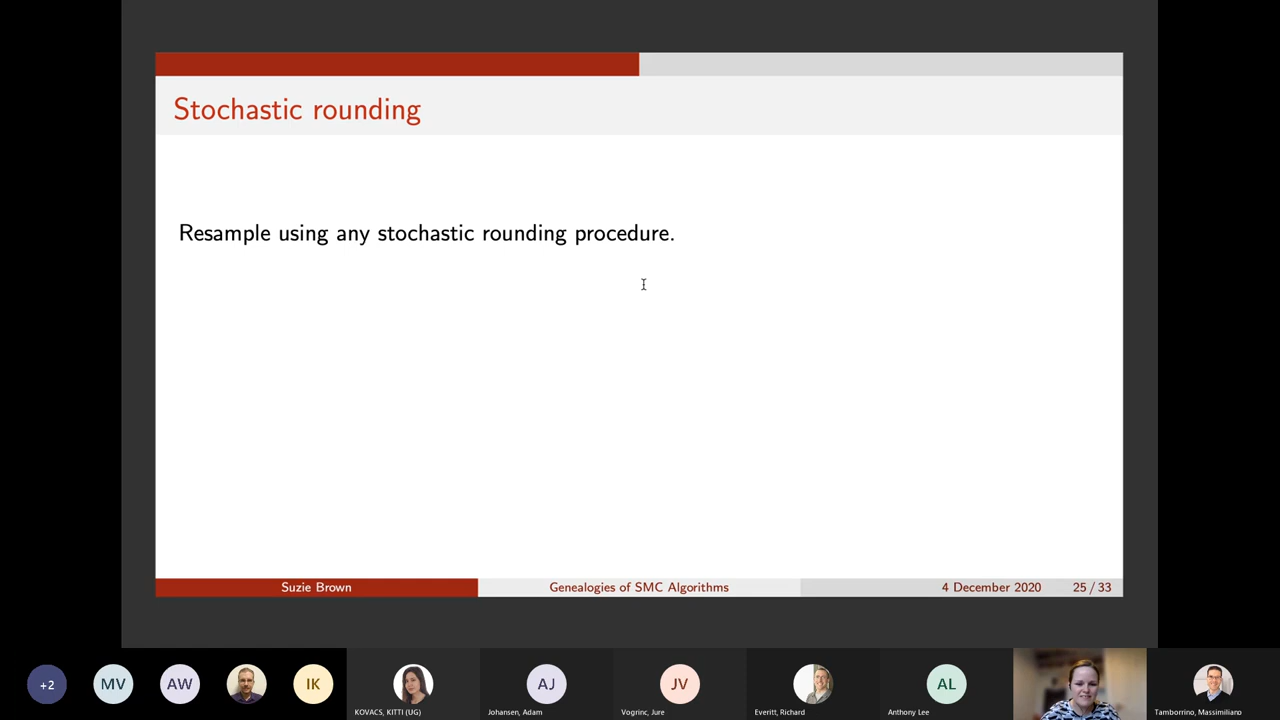 Stochastic rounding
Resample using any stochastic rounding procedure.
Suzie Brown
Genealogies of SMC Algorithms
4 December 2020
25 / 33
+2
MV
AW
IK
KOVACS, KITTI (UG)
AJ
Johansen, Adam
JV
Vogrinc, Jure
Everitt, Richard
AL
Anthony Lee
Tamborrino, Massimiliano